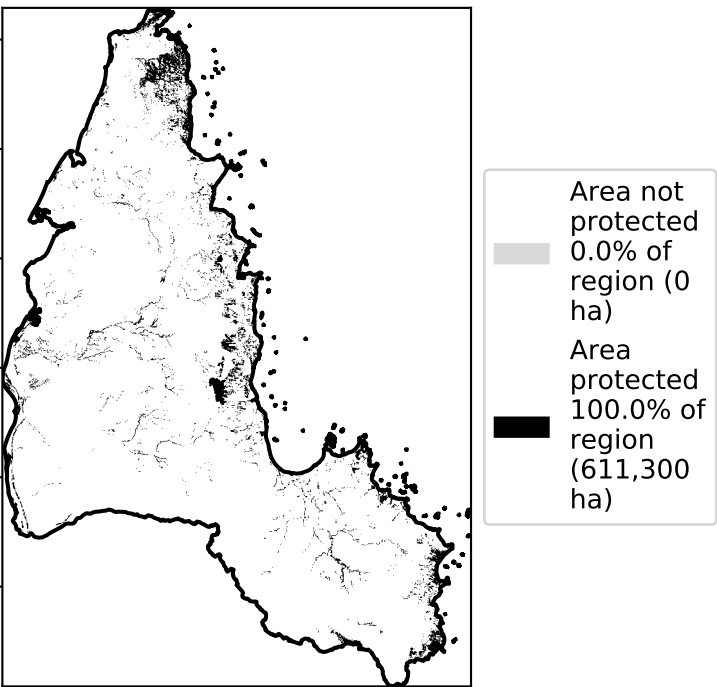 Area not
protected
0.0% of
region (0
ha)
Area
protected
100.0% of
region
(611,300
ha)